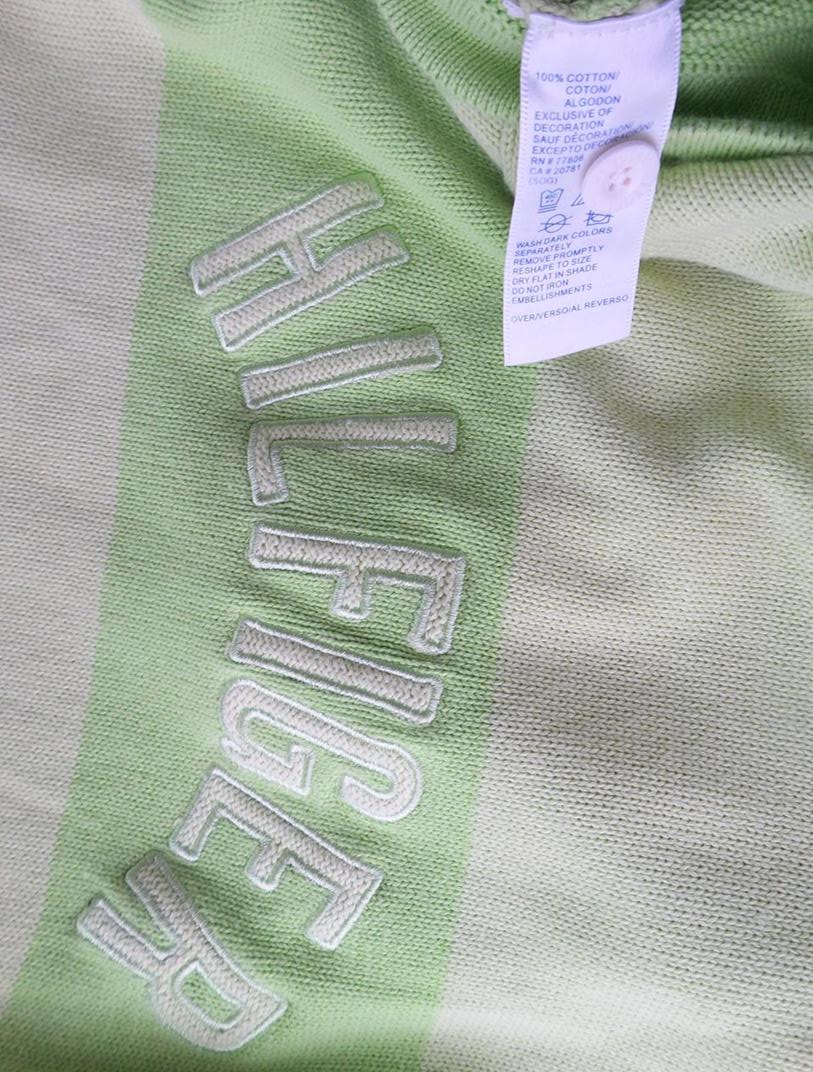 100% COTTON/
COTON/
ALGODON
EXCLUSIVE OF
DECORATION
SAUF DÉCORATION/
EXCEPTO DECORACIÓN/
RN # 77806
CA # 20781
(SOG)
WASH DARK COLORS
SEPARATELY
REMOVE PROMPTLY
RESHAPE TO SIZE
DRY FLAT IN SHADE
DO NOT IRON
EMBELLISHMENTS
OVER/VERSO/AL REVERSO
HILFIGER